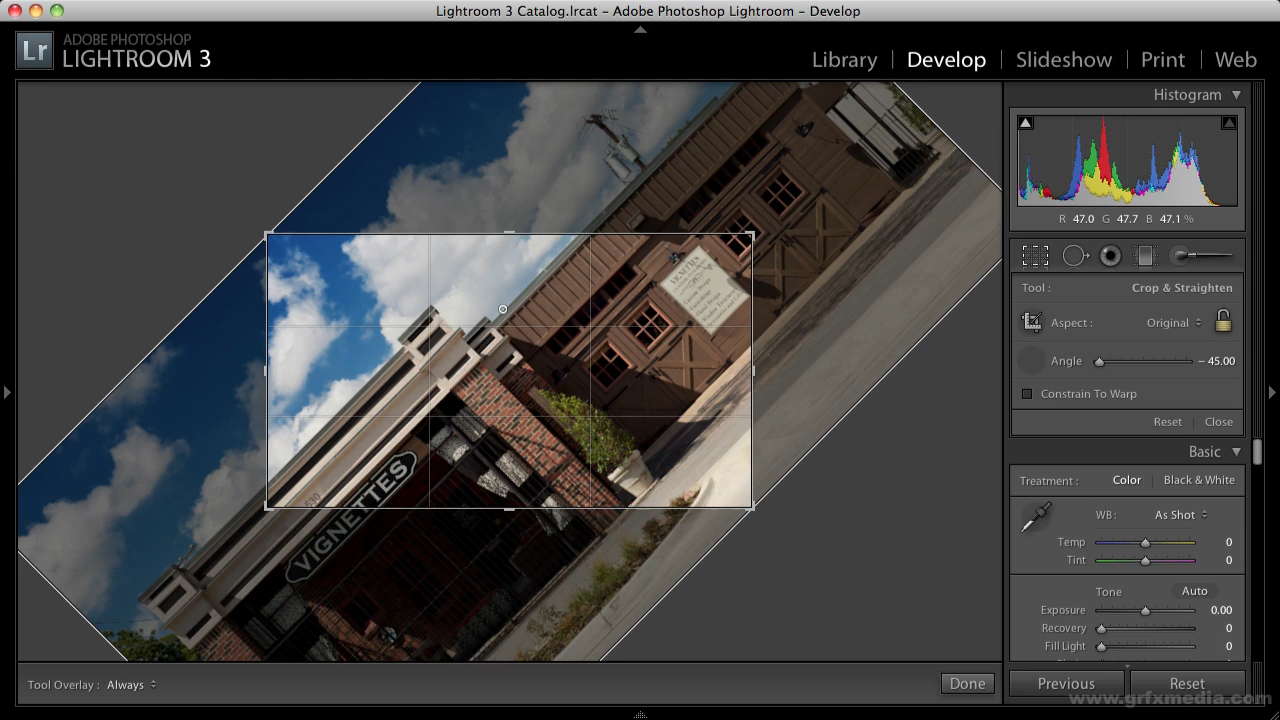 Lightroom 3 Catalog.lrcat – Adobe Photoshop Lightroom – Develop
Lr
ADOBE PHOTOSHOP
LIGHTROOM 3
Library | Develop | Slideshow | Print | Web
Histogram
R 47.0 G 47.7 B 47.1 %
Tool : Crop & Straighten
Aspect : Original
Angle – 45.00
Constrain To Warp
Reset | Close
Basic
Treatment : Color | Black & White
WB : As Shot
Temp 0
Tint 0
Tone Auto
Exposure 0.00
Recovery 0
Fill Light 0
VIGNETTES
VIGNETTES
Tool Overlay : Always
Done
Previous
Reset
www.grfxmedia.com